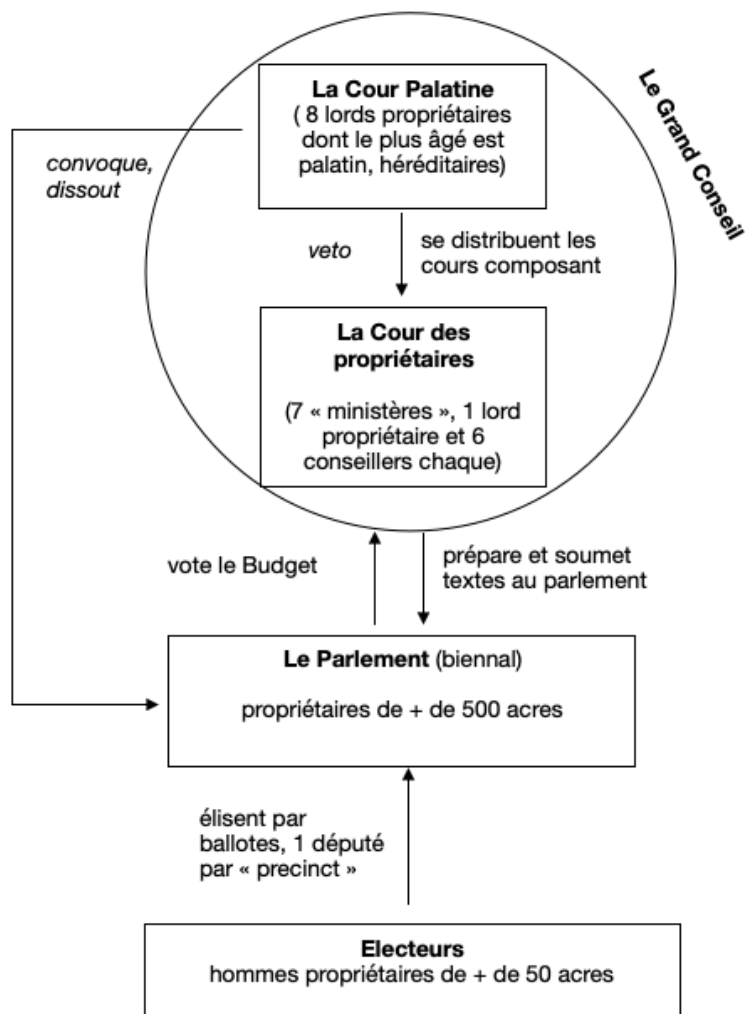 La Cour Palatine
( 8 lords propriétaires
dont le plus âgé est
palatin, héréditaires)
Le Grand Conseil
convoque,
dissout
veto
se distribuent les
cours composant
La Cour des
propriétaires
(7 « ministères », 1 lord
propriétaire et 6
conseillers chaque)
vote le Budget
prépare et soumet
textes au parlement
Le Parlement (biennal)
propriétaires de + de 500 acres
élisent par
ballotes, 1 député
par « precinct »
Electeurs
hommes propriétaires de + de 50 acres